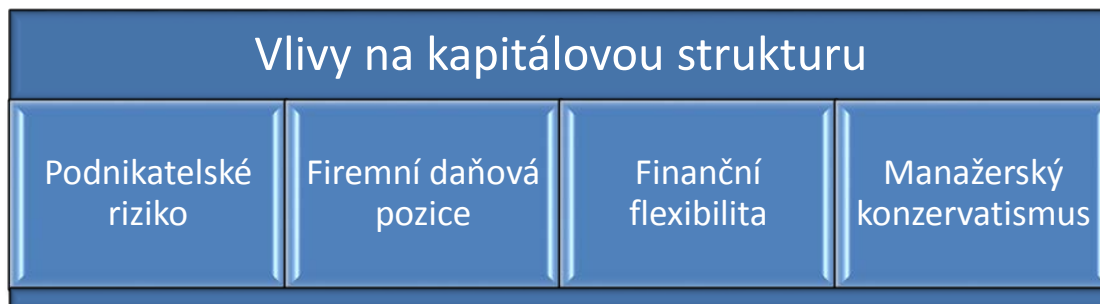 Vlivy na kapitálovou strukturu
Podnikatelské
riziko
Firemní daňová
pozice
Finanční
flexibilita
Manažerský
konzervatismus